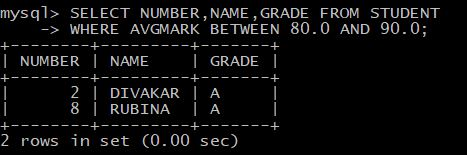 mysql> SELECT NUMBER,NAME,GRADE FROM STUDENT
    -> WHERE AVGMARK BETWEEN 80.0 AND 90.0;
+--------+---------+-------+
| NUMBER | NAME    | GRADE |
+--------+---------+-------+
|      2 | DIVAKAR | A     |
|      8 | RUBINA  | A     |
+--------+---------+-------+
2 rows in set (0.00 sec)